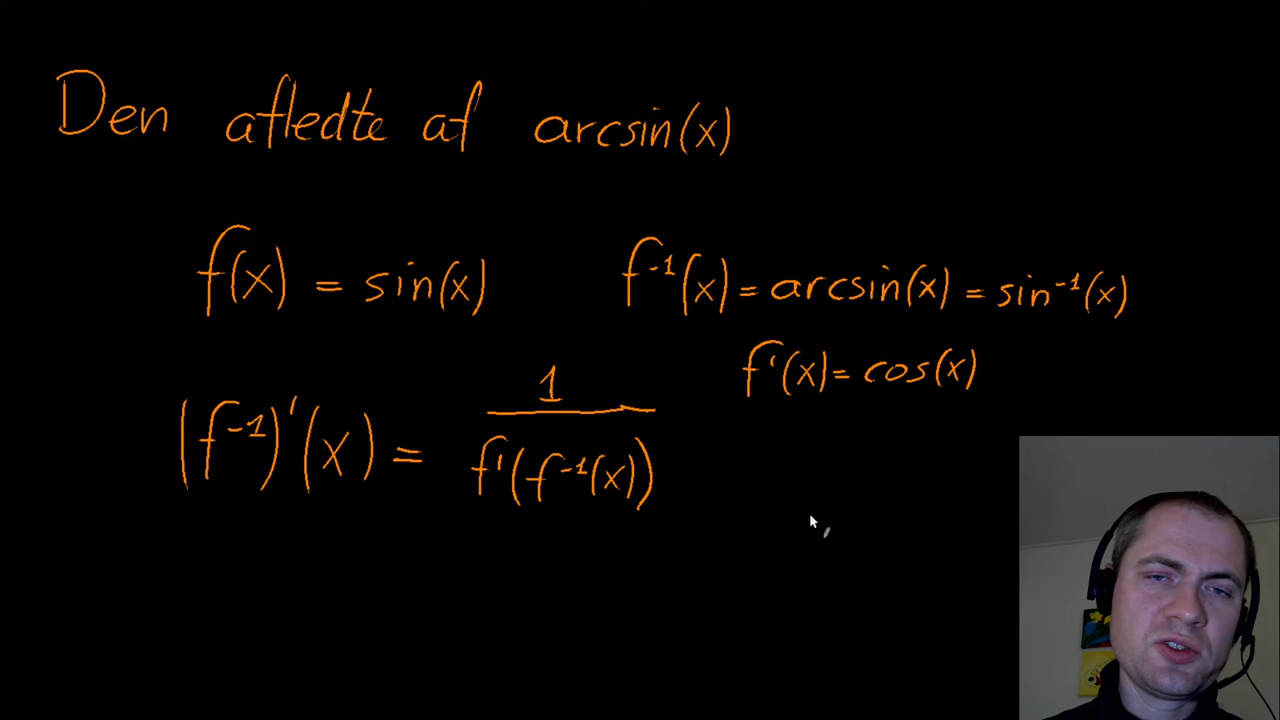 Den afledte af arcsin(x)
f(x) = sin(x)    f⁻¹(x) = arcsin(x) = sin⁻¹(x)
f'(x) = cos(x)
(f⁻¹)'(x) = 1 / f'(f⁻¹(x))